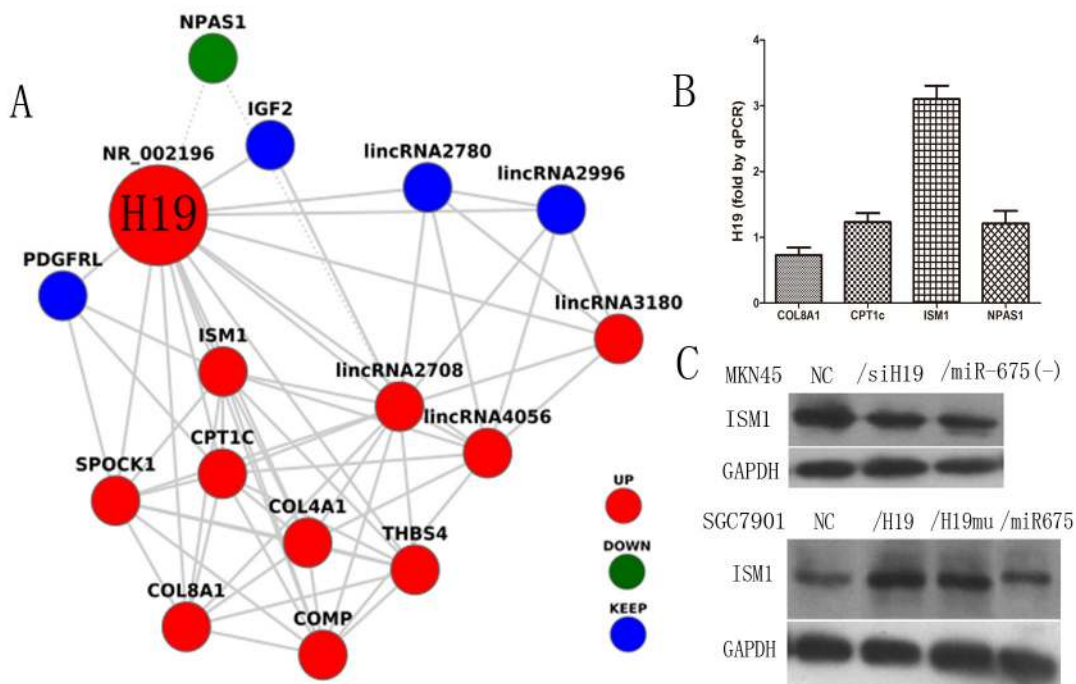 A
NPAS1
IGF2
NR_002196
H19
lincRNA2780
lincRNA2996
PDGFRL
lincRNA3180
ISM1
lincRNA2708
lincRNA4056
CPT1C
SPOCK1
COL4A1
THBS4
COL8A1
COMP
UP
DOWN
KEEP
B
H19 (fold by qPCR)
4
3
2
1
0
COL8A1 CPT1c ISM1 NPAS1
C
MKN45 NC /siH19 /miR-675(-)
ISM1
GAPDH
SGC7901 NC /H19 /H19mu /miR675
ISM1
GAPDH